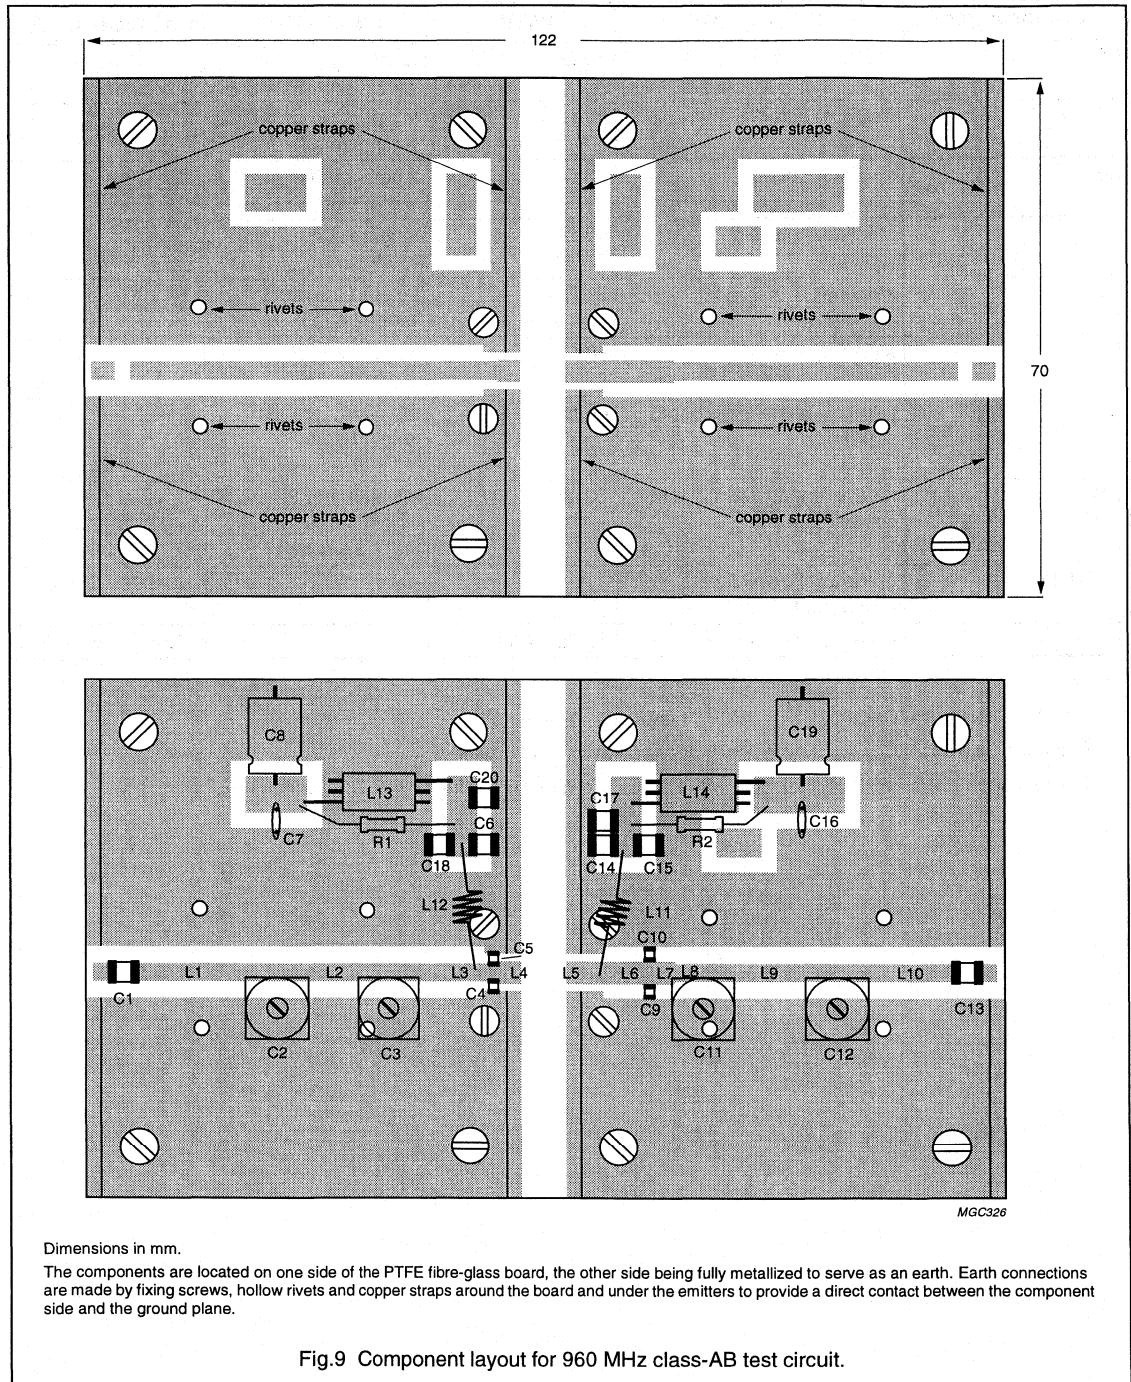 122
copper straps
copper straps
rivets
rivets
70
rivets
rivets
copper straps
copper straps
C8
C19
L13
C20
L14
C17
C7
R1
C6
R2
C16
C18
C14
C15
L12
L11
C5
C10
L1
L2
L3
L4
L5
L6
L7
L8
L9
L10
C1
C4
C9
C13
C2
C3
C11
C12
MGC326
Dimensions in mm.
The components are located on one side of the PTFE fibre-glass board, the other side being fully metallized to serve as an earth. Earth connections
are made by fixing screws, hollow rivets and copper straps around the board and under the emitters to provide a direct contact between the component
side and the ground plane.
Fig.9 Component layout for 960 MHz class-AB test circuit.